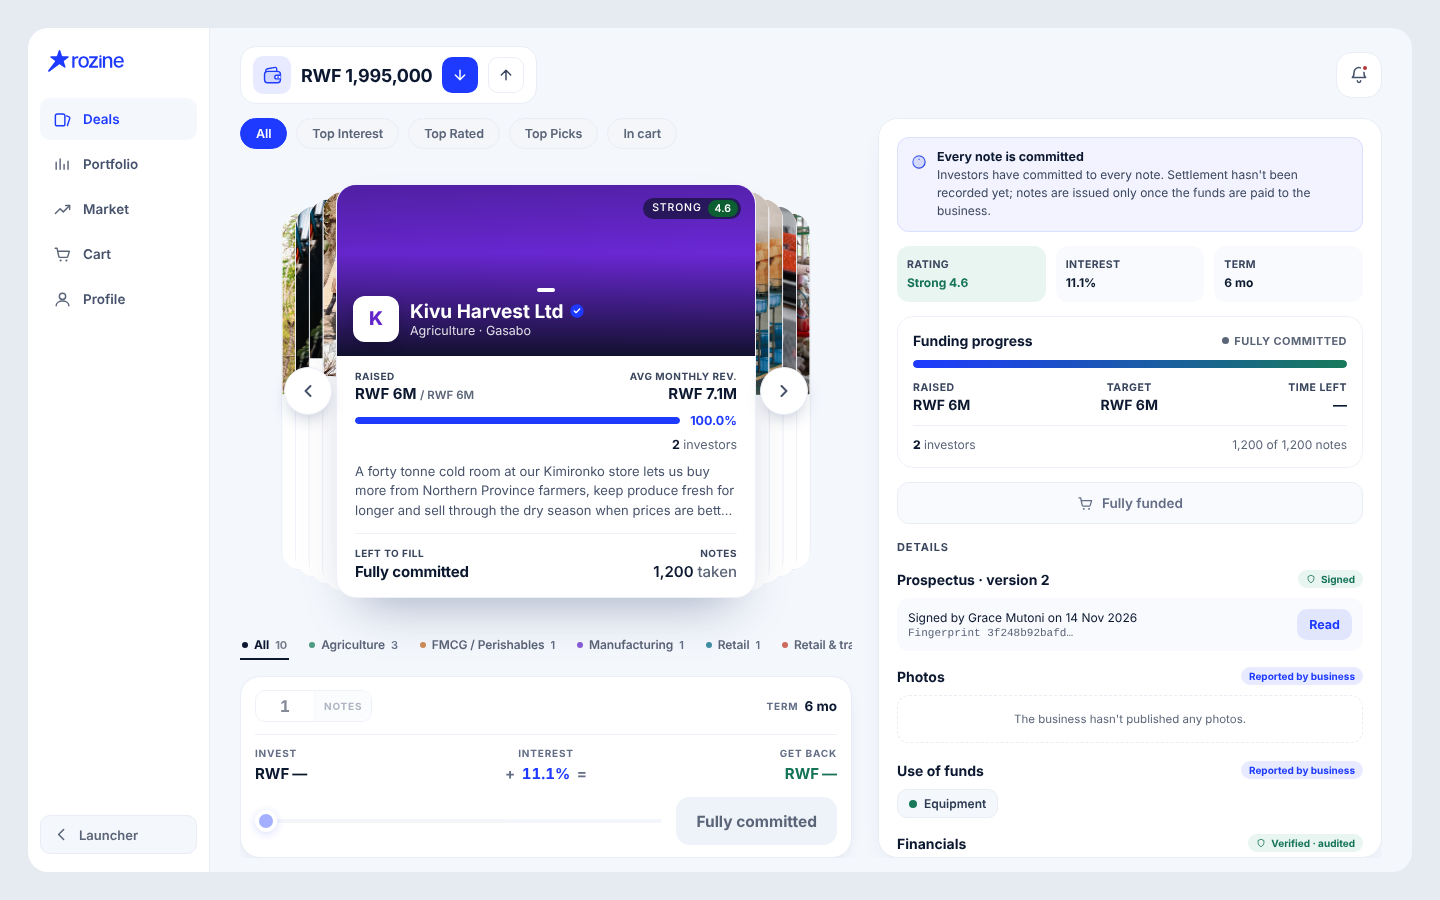 rozine
Deals
Portfolio
Market
Cart
Profile
Launcher
RWF 1,995,000
All
Top Interest
Top Rated
Top Picks
In cart
STRONG 4.6
K
Kivu Harvest Ltd
Agriculture · Gasabo
RAISED
AVG MONTHLY REV.
RWF 6M / RWF 6M
RWF 7.1M
100.0%
2 investors
A forty tonne cold room at our Kimironko store lets us buy
more from Northern Province farmers, keep produce fresh for
longer and sell through the dry season when prices are bett...
LEFT TO FILL
NOTES
Fully committed
1,200 taken
All 10
Agriculture 3
FMCG / Perishables 1
Manufacturing 1
Retail 1
Retail & tra
1 NOTES
TERM 6 mo
INVEST
INTEREST
GET BACK
RWF —
+ 11.1% =
RWF —
Fully committed
Every note is committed
Investors have committed to every note. Settlement hasn't been
recorded yet; notes are issued only once the funds are paid to the
business.
RATING
Strong 4.6
INTEREST
11.1%
TERM
6 mo
Funding progress
FULLY COMMITTED
RAISED
TARGET
TIME LEFT
RWF 6M
RWF 6M
—
2 investors
1,200 of 1,200 notes
Fully funded
DETAILS
Prospectus · version 2
Signed
Signed by Grace Mutoni on 14 Nov 2026
Fingerprint 3f248b92bafd…
Read
Photos
Reported by business
The business hasn't published any photos.
Use of funds
Reported by business
Equipment
Financials
Verified · audited